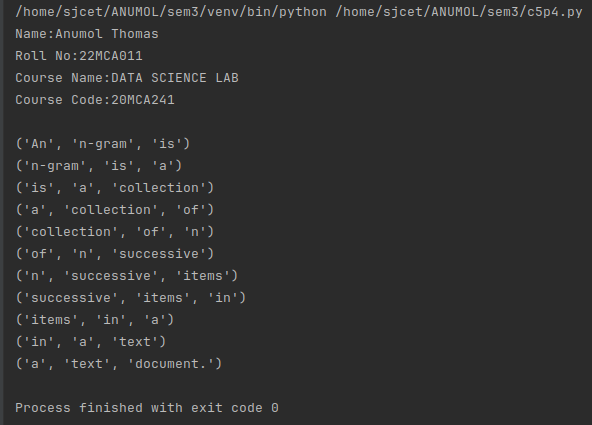 /home/sjcet/ANUMOL/sem3/venv/bin/python /home/sjcet/ANUMOL/sem3/c5p4.py
Name:Anumol Thomas
Roll No:22MCA011
Course Name:DATA SCIENCE LAB
Course Code:20MCA241
('An', 'n-gram', 'is')
('n-gram', 'is', 'a')
('is', 'a', 'collection')
('a', 'collection', 'of')
('collection', 'of', 'n')
('of', 'n', 'successive')
('n', 'successive', 'items')
('successive', 'items', 'in')
('items', 'in', 'a')
('in', 'a', 'text')
('a', 'text', 'document.')
Process finished with exit code 0